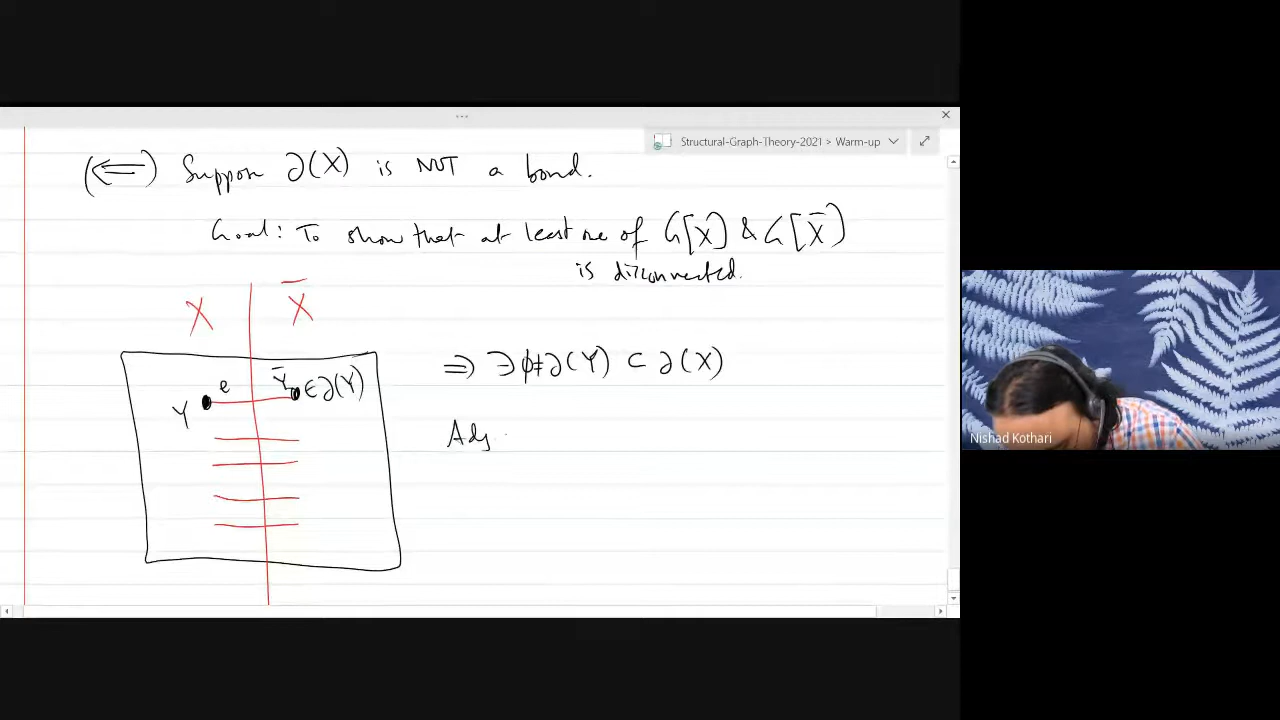 Structural-Graph-Theory-2021 > Warm-up
(⇐) Suppon ∂(X) is NOT a bond.
Goal: To show that at least one of G[X] & G[X̄]
is disconnected.
X X̄
⇒ ∃ ϕ≠∂(Y) ⊂ ∂(X)
e Ȳ ∈∂(Y)
Y
Adj
Nishad Kothari